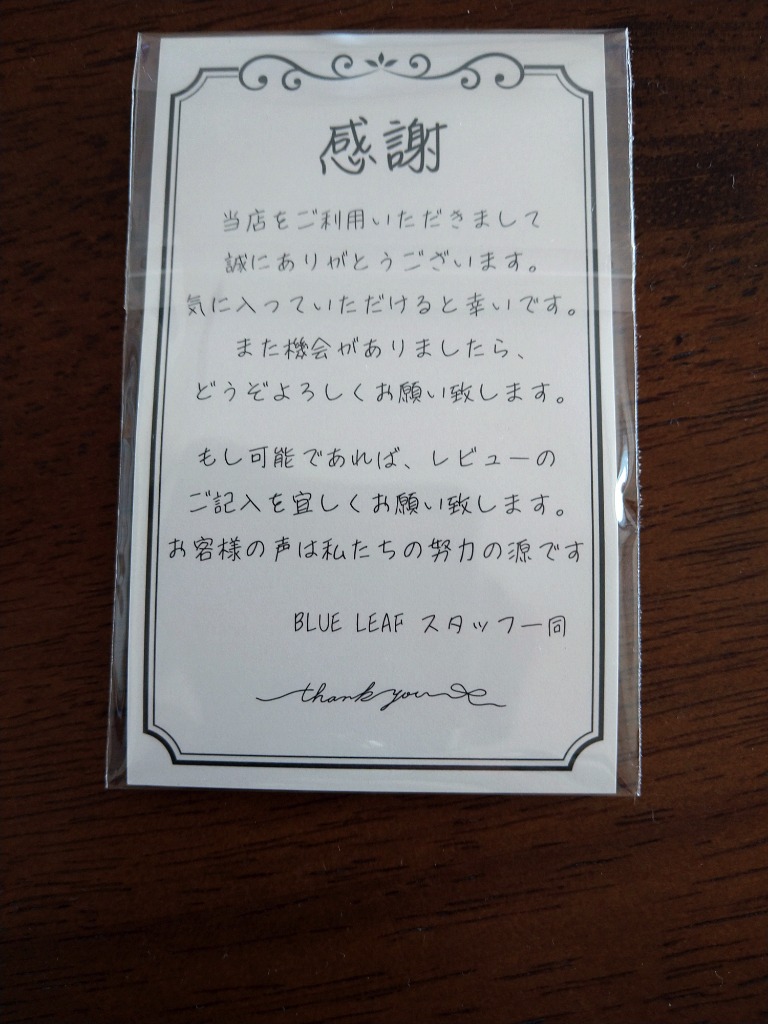 感謝
当店をご利用いただきまして
誠にありがとうございます。
気に入っていただけると幸いです。
また機会がありましたら、
どうぞよろしくお願い致します。
もし可能であれば、レビューの
ご記入を宜しくお願い致します。
お客様の声は私たちの努力の源です
BLUE LEAF スタッフ一同
thank you